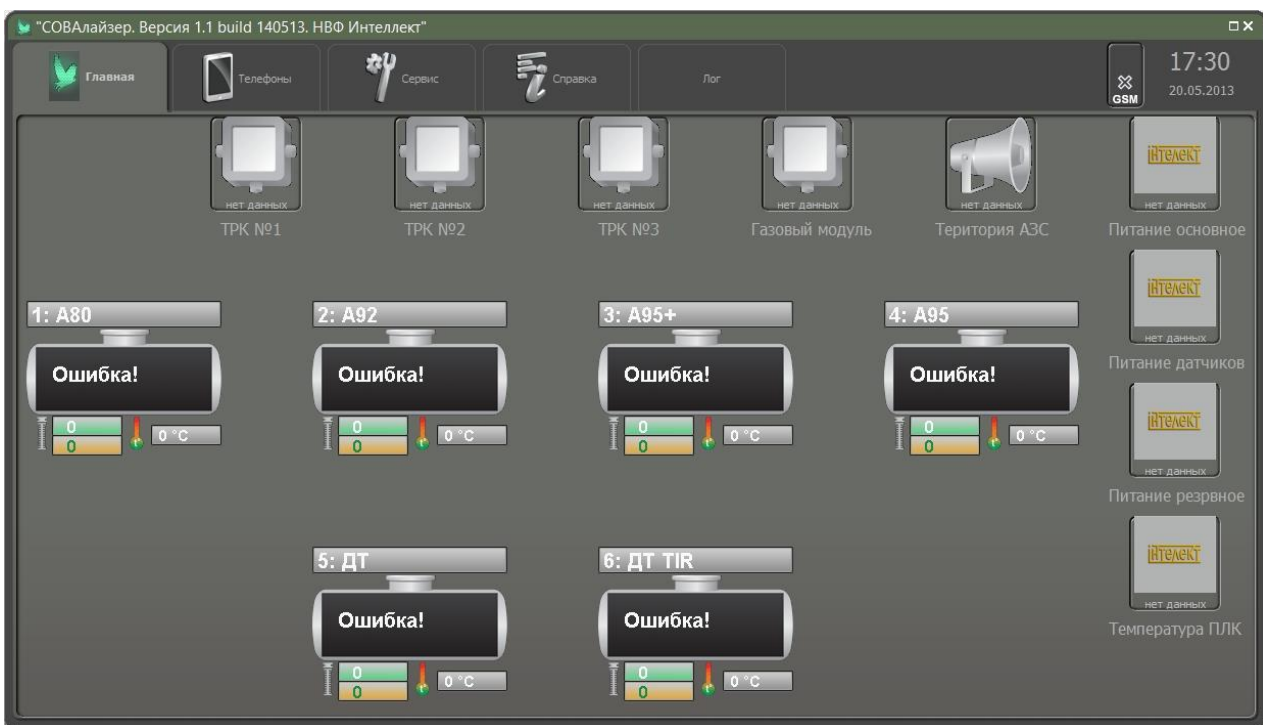 "СОВАлайзер. Версия 1.1 build 140513. НВФ Интеллект"
Главная
Телефоны
Сервис
Справка
Лог
GSM
17:30
20.05.2013
нет данных
ТРК №1
нет данных
ТРК №2
нет данных
ТРК №3
нет данных
Газовый модуль
нет данных
Територия АЗС
інтелект
нет данных
Питание основное
інтелект
нет данных
Питание датчиков
інтелект
нет данных
Питание резрвное
інтелект
нет данных
Температура ПЛК
1: А80
Ошибка!
0
0
0 °C
2: А92
Ошибка!
0
0
0 °C
3: А95+
Ошибка!
0
0
0 °C
4: А95
Ошибка!
0
0
0 °C
5: ДТ
Ошибка!
0
0
0 °C
6: ДТ TIR
Ошибка!
0
0
0 °C